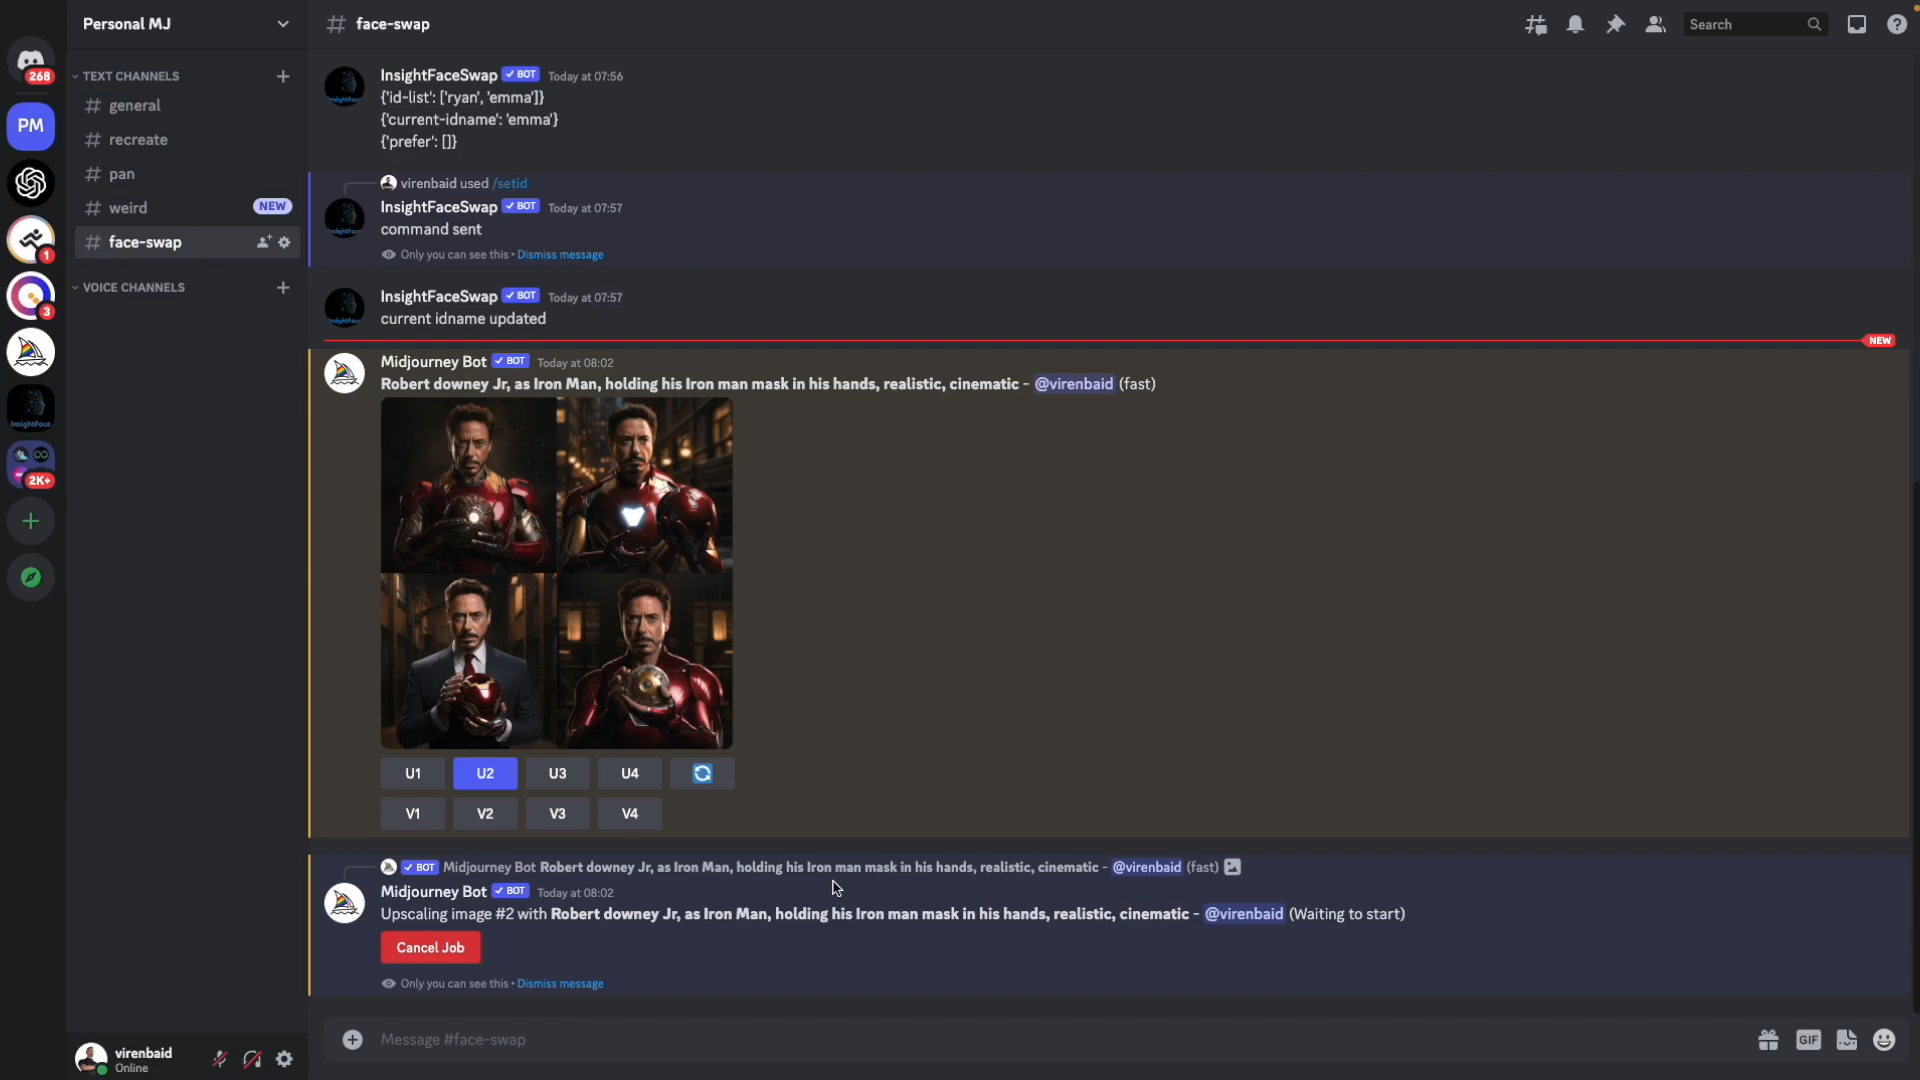 Personal MJ
face-swap
Search
268
TEXT CHANNELS
general
recreate
PM
pan
weird
NEW
face-swap
1
VOICE CHANNELS
3
InsightFace
2K+
InsightFaceSwap BOT Today at 07:56
{'id-list': ['ryan', 'emma']}
{'current-idname': 'emma'}
{'prefer': []}
virenbaid used /setid
InsightFaceSwap BOT Today at 07:57
command sent
Only you can see this • Dismiss message
InsightFaceSwap BOT Today at 07:57
current idname updated
NEW
Midjourney Bot BOT Today at 08:02
Robert downey Jr, as Iron Man, holding his Iron man mask in his hands, realistic, cinematic - @virenbaid (fast)
U1 U2 U3 U4
V1 V2 V3 V4
BOT Midjourney Bot Robert downey Jr, as Iron Man, holding his Iron man mask in his hands, realistic, cinematic - @virenbaid (fast)
Midjourney Bot BOT Today at 08:02
Upscaling image #2 with Robert downey Jr, as Iron Man, holding his Iron man mask in his hands, realistic, cinematic - @virenbaid (Waiting to start)
Cancel Job
Only you can see this • Dismiss message
Message #face-swap
GIF
virenbaid
Online